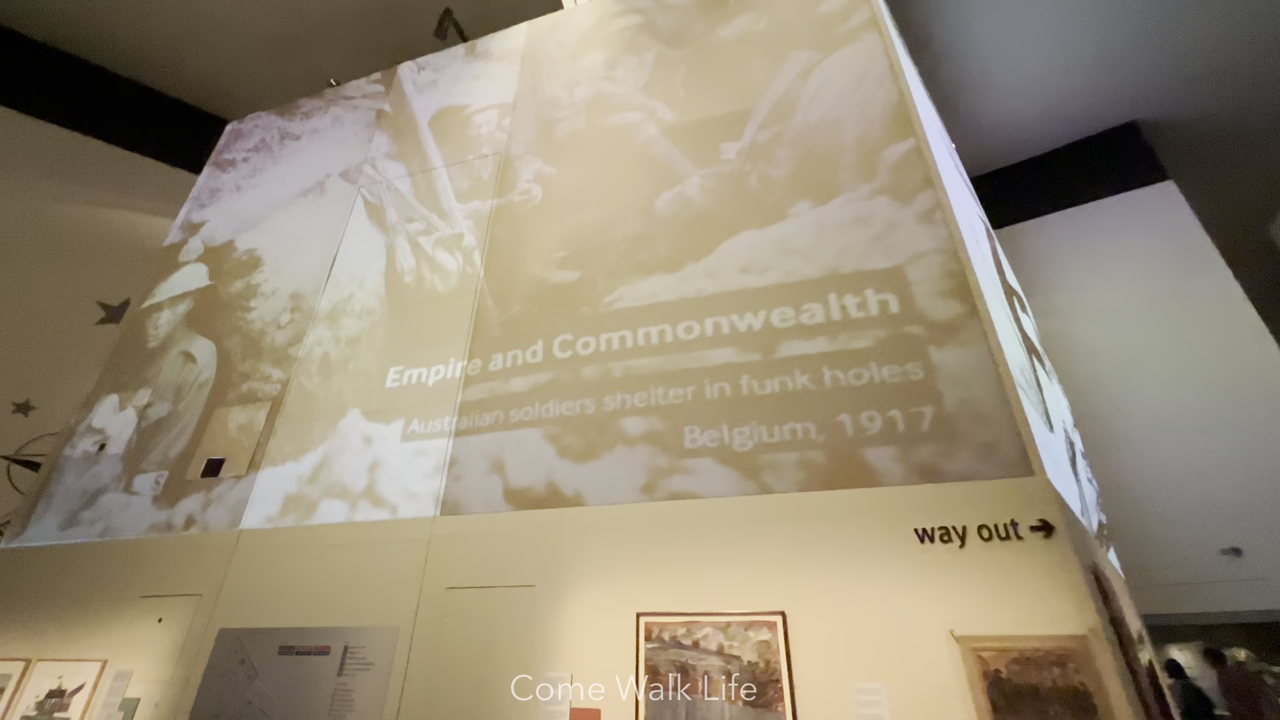 Empire and Commonwealth
Australian soldiers shelter in funk holes
Belgium, 1917
way out →
Come Walk Life